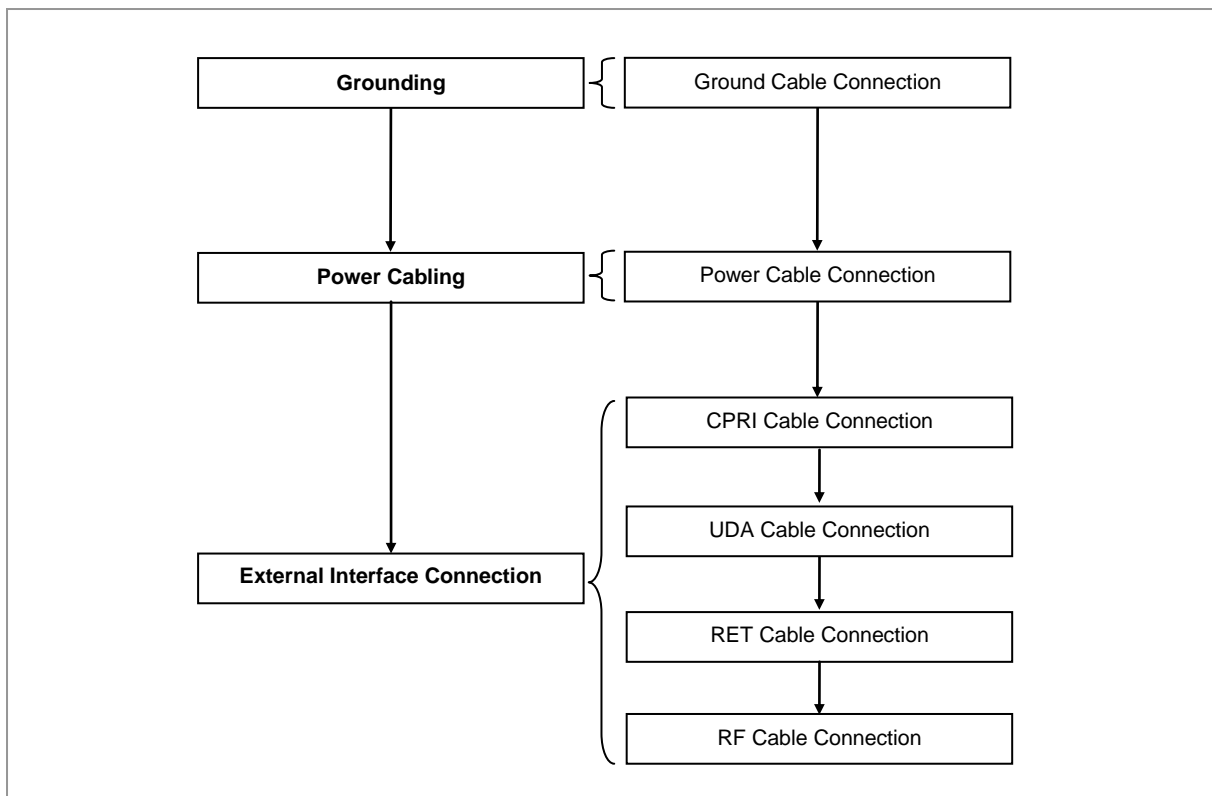 Grounding
Ground Cable Connection
Power Cabling
Power Cable Connection
CPRI Cable Connection
UDA Cable Connection
External Interface Connection
RET Cable Connection
RF Cable Connection